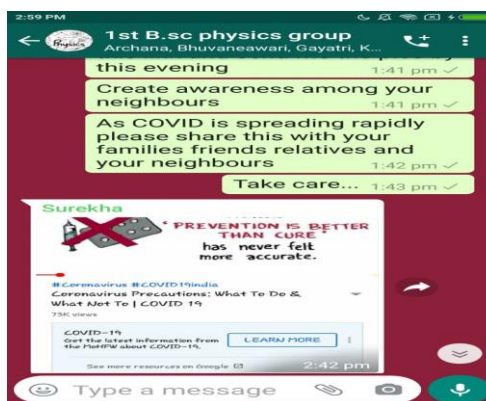 2:59 PM
Physics
1st B.sc physics group
Archana, Bhuvaneawari, Gayatri, K...
this evening
1:41 pm
Create awareness among your
neighbours
1:41 pm
As COVID is spreading rapidly
please share this with your
families friends relatives and
your neighbours
1:42 pm
Take care... 1:43 pm
Surekha
'PREVENTION IS BETTER
THAN CURE'
has never felt
more accurate.
#Coronavirus #COVID19india
Coronavirus Precautions: What To Do &
What Not To | COVID 19
75K views
COVID-19
Get the latest information from
the MoHFW about COVID-19.
LEARN MORE
See more resources on Google
2:42 pm
Type a message